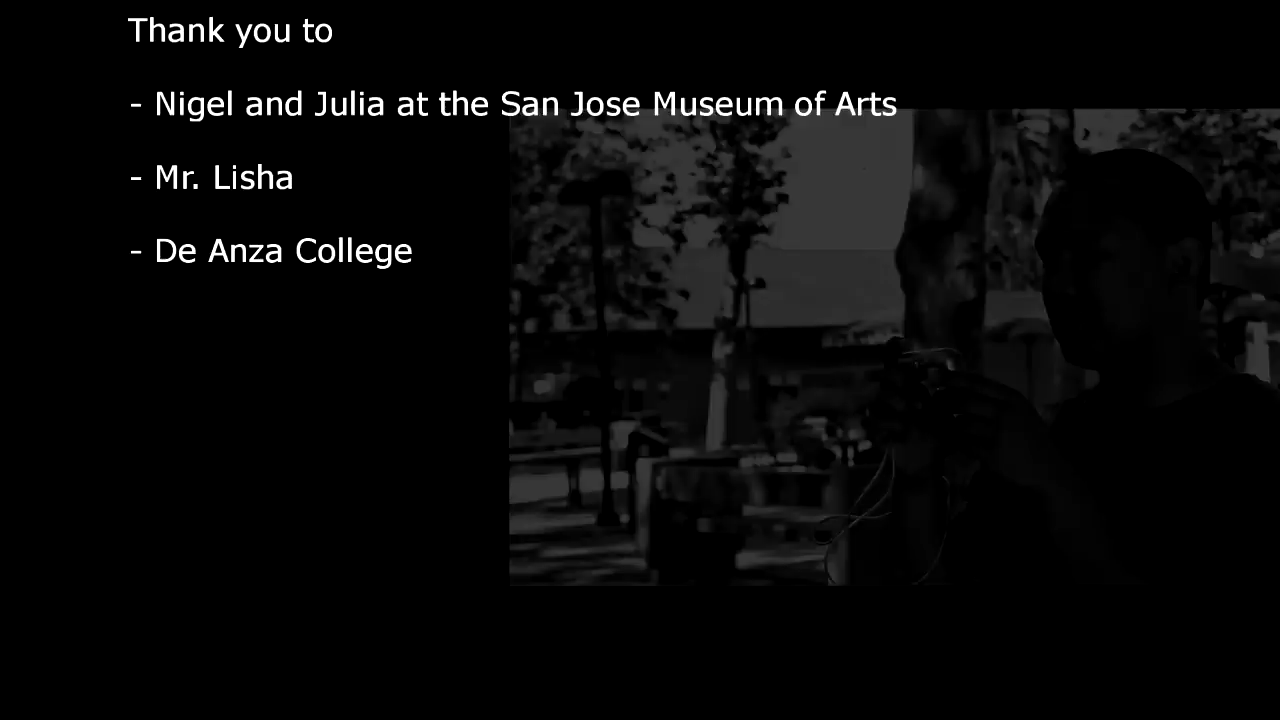 Thank you to
- Nigel and Julia at the San Jose Museum of Arts
- Mr. Lisha
- De Anza College